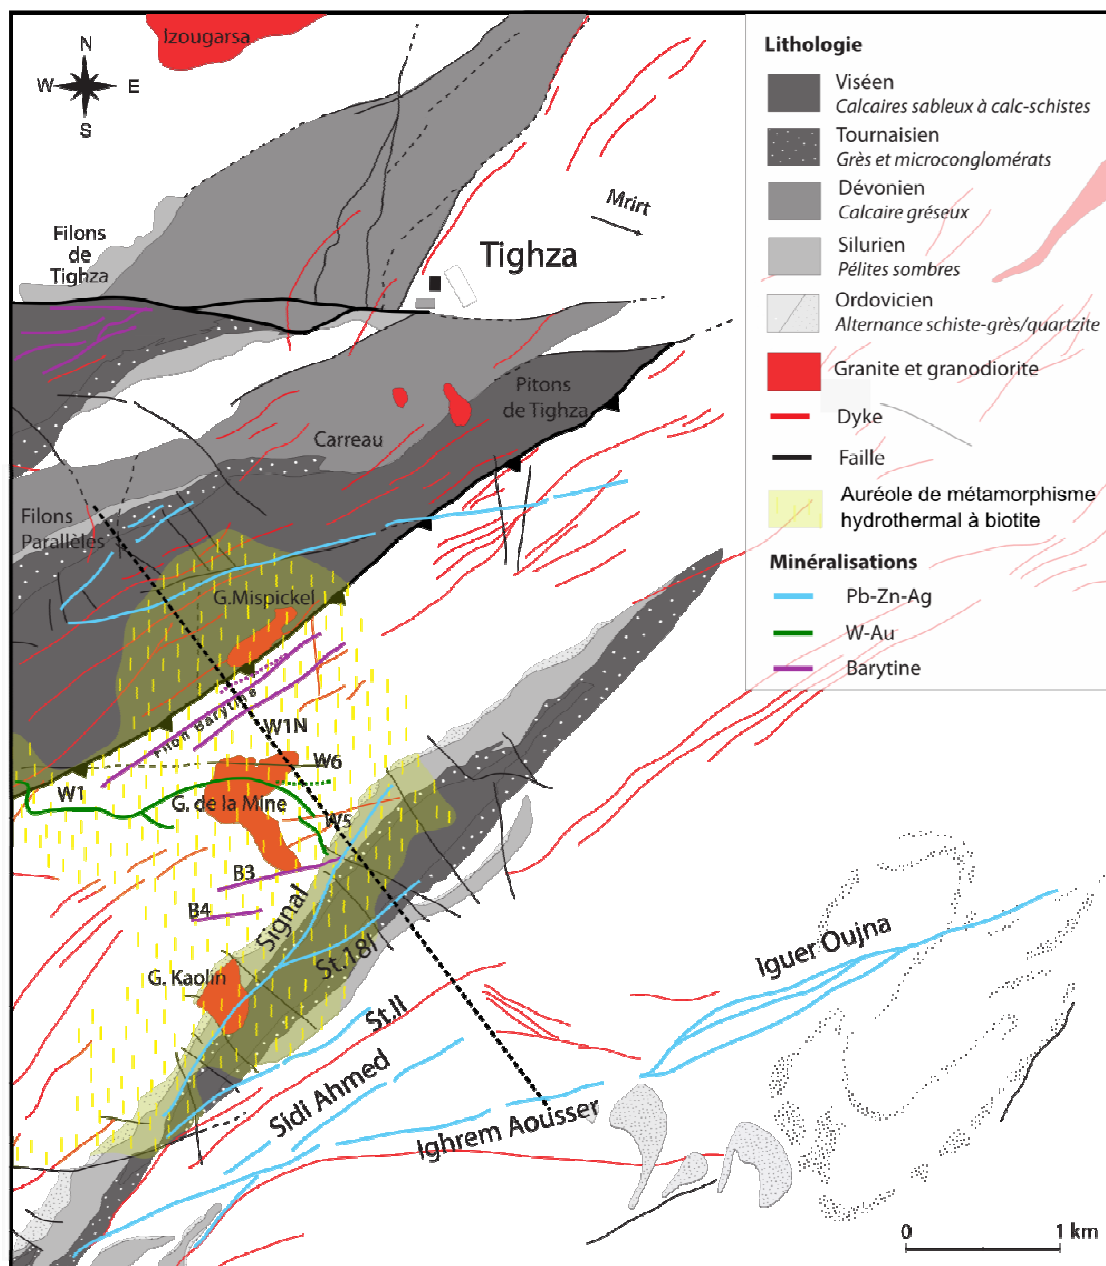 Izougarsa
N
W
E
S
Filons
de
Tighza
Mrirt
Tighza
Pitons
de Tighza
Carreau
Filons
Parallèles
G.Mispickel
Filon Barytine
W1N
W6
W1
G. de la Mine
W5
B3
B4
Signal
St.18I
G. Kaolin
St.II
Sidi Ahmed
Ighrem Aousser
Iguer Oujna
0
1 km
Lithologie
Viséen
Calcaires sableux à calc-schistes
Tournaisien
Grès et microconglomérats
Dévonien
Calcaire gréseux
Silurien
Pélites sombres
Ordovicien
Alternance schiste-grès/quartzite
Granite et granodiorite
Dyke
Faille
Auréole de métamorphisme
hydrothermal à biotite
Minéralisations
Pb-Zn-Ag
W-Au
Barytine